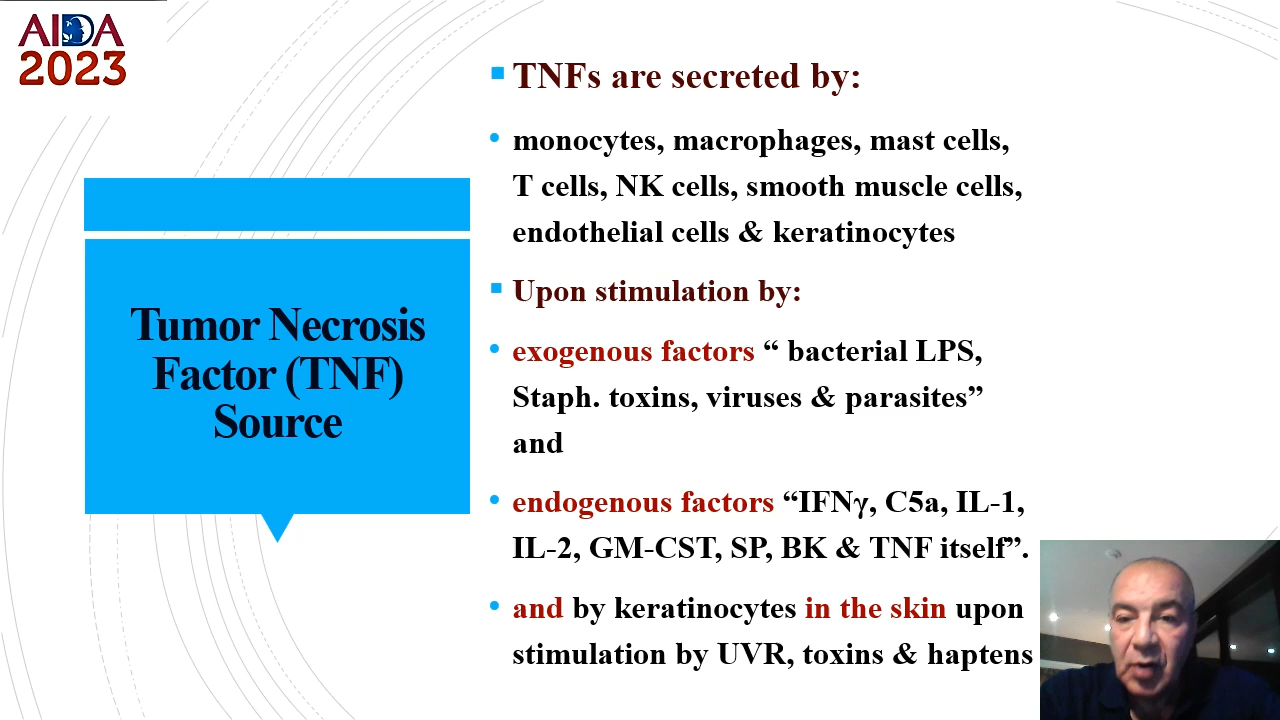 AIDA
2023
Tumor Necrosis
Factor (TNF)
Source
TNFs are secreted by:
monocytes, macrophages, mast cells,
T cells, NK cells, smooth muscle cells,
endothelial cells & keratinocytes
Upon stimulation by:
exogenous factors “ bacterial LPS,
Staph. toxins, viruses & parasites”
and
endogenous factors “IFNγ, C5a, IL-1,
IL-2, GM-CST, SP, BK & TNF itself”.
and by keratinocytes in the skin upon
stimulation by UVR, toxins & haptens